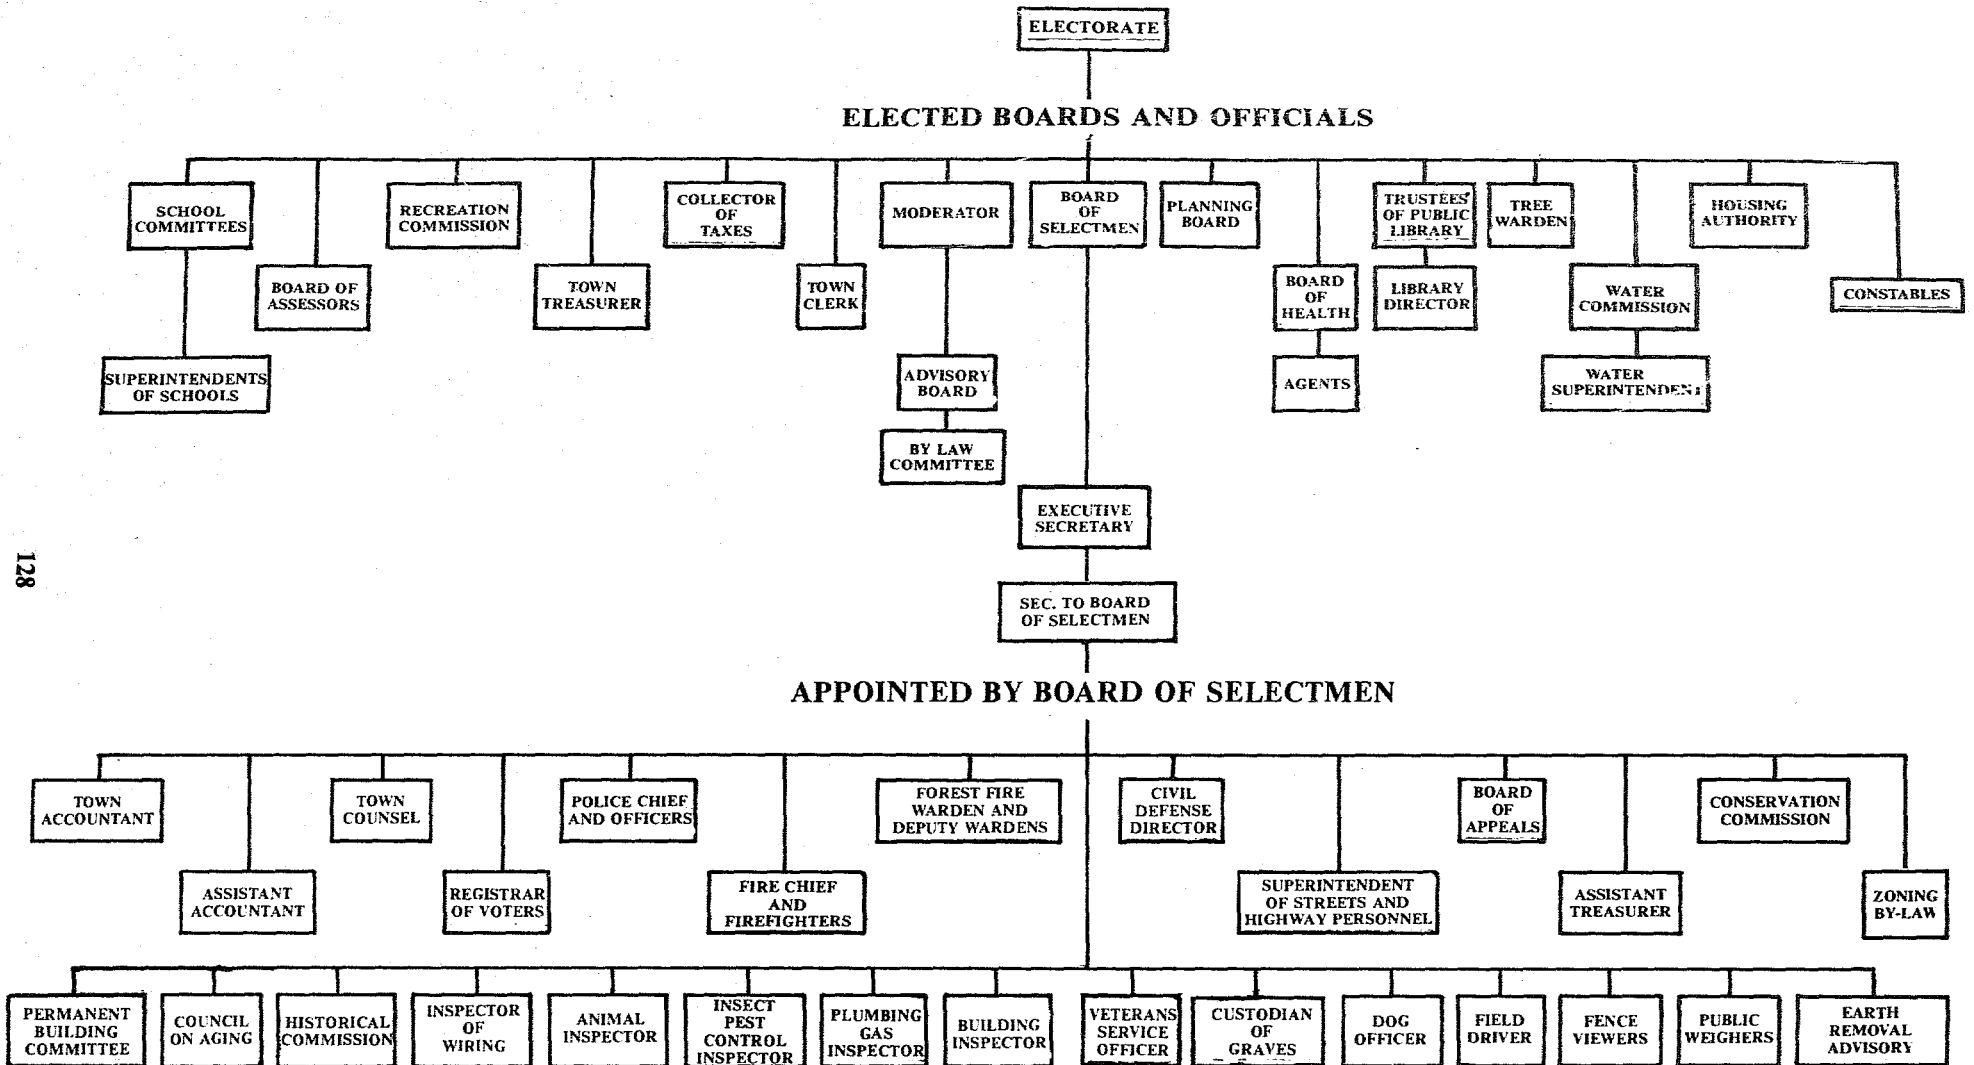 ELECTORATE
ELECTED BOARDS AND OFFICIALS
SCHOOL
COMMITTEES
RECREATION
COMMISSION
COLLECTOR
OF
TAXES
MODERATOR
BOARD
OF
SELECTMEN
PLANNING
BOARD
TRUSTEES'
OF PUBLIC
LIBRARY
TREE
WARDEN
HOUSING
AUTHORITY
BOARD OF
ASSESSORS
TOWN
TREASURER
TOWN
CLERK
BOARD
OF
HEALTH
LIBRARY
DIRECTOR
WATER
COMMISSION
CONSTABLES
SUPERINTENDENTS
OF SCHOOLS
ADVISORY
BOARD
AGENTS
WATER
SUPERINTENDENT
BY LAW
COMMITTEE
EXECUTIVE
SECRETARY
128
SEC. TO BOARD
OF SELECTMEN
APPOINTED BY BOARD OF SELECTMEN
TOWN
ACCOUNTANT
TOWN
COUNSEL
POLICE CHIEF
AND OFFICERS
FOREST FIRE
WARDEN AND
DEPUTY WARDENS
CIVIL
DEFENSE
DIRECTOR
BOARD
OF
APPEALS
CONSERVATION
COMMISSION
ASSISTANT
ACCOUNTANT
REGISTRAR
OF VOTERS
FIRE CHIEF
AND
FIREFIGHTERS
SUPERINTENDENT
OF STREETS AND
HIGHWAY PERSONNEL
ASSISTANT
TREASURER
ZONING
BY-LAW
PERMANENT
BUILDING
COMMITTEE
COUNCIL
ON AGING
HISTORICAL
COMMISSION
INSPECTOR
OF
WIRING
ANIMAL
INSPECTOR
INSECT
PEST
CONTROL
INSPECTOR
PLUMBING
GAS
INSPECTOR
BUILDING
INSPECTOR
VETERANS
SERVICE
OFFICER
CUSTODIAN
OF
GRAVES
DOG
OFFICER
FIELD
DRIVER
FENCE
VIEWERS
PUBLIC
WEIGHERS
EARTH
REMOVAL
ADVISORY